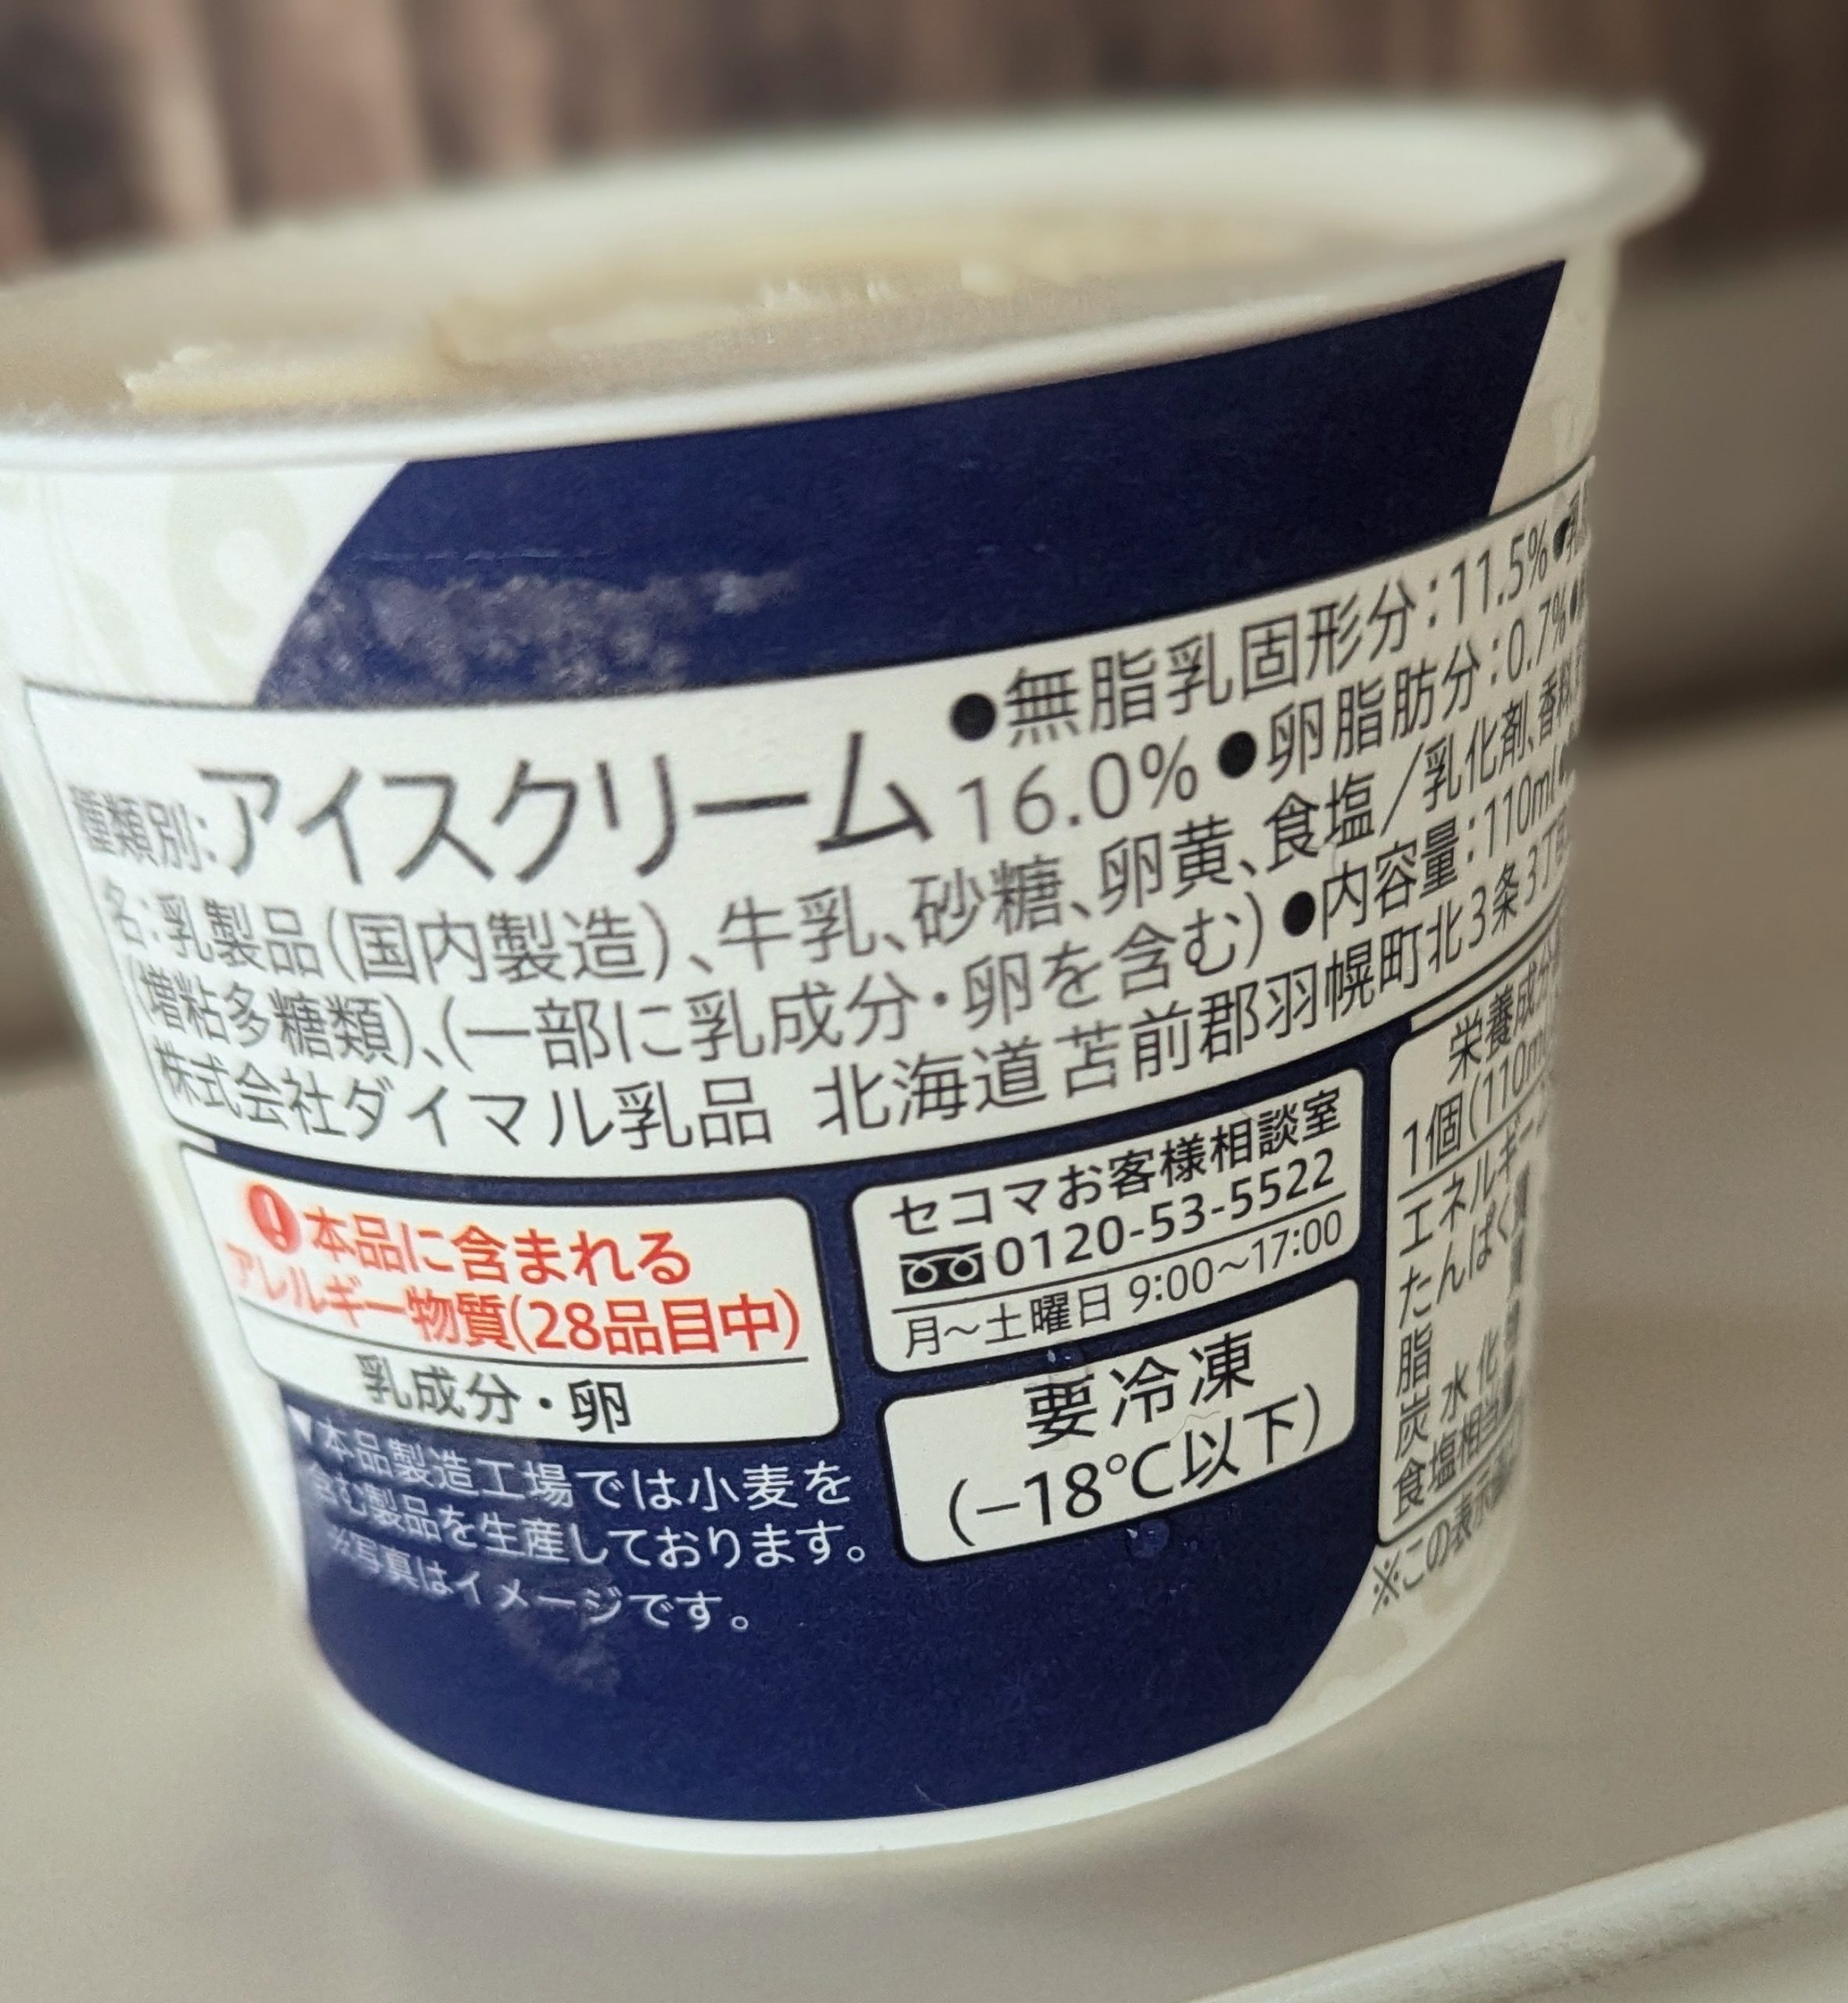 種類別:アイスクリーム
●無脂乳固形分:11.5%●乳
16.0%●卵脂肪分:0.7%●
名:乳製品(国内製造)、牛乳、砂糖、卵黄、食塩/乳化剤、香料、
(増粘多糖類)、(一部に乳成分・卵を含む)●内容量:110ml
株式会社ダイマル乳品 北海道苫前郡羽幌町北3条3丁目
❗本品に含まれる
アレルギー物質(28品目中)
乳成分・卵
▼本品製造工場では小麦を
含む製品を生産しております。
※写真はイメージです。
セコマお客様相談室
0120-53-5522
月～土曜日 9:00～17:00
要冷凍
(−18℃以下)
栄養成分
1個(110ml
エネルギー
たんぱく質
脂 質
炭水化
食塩相当
※この表示